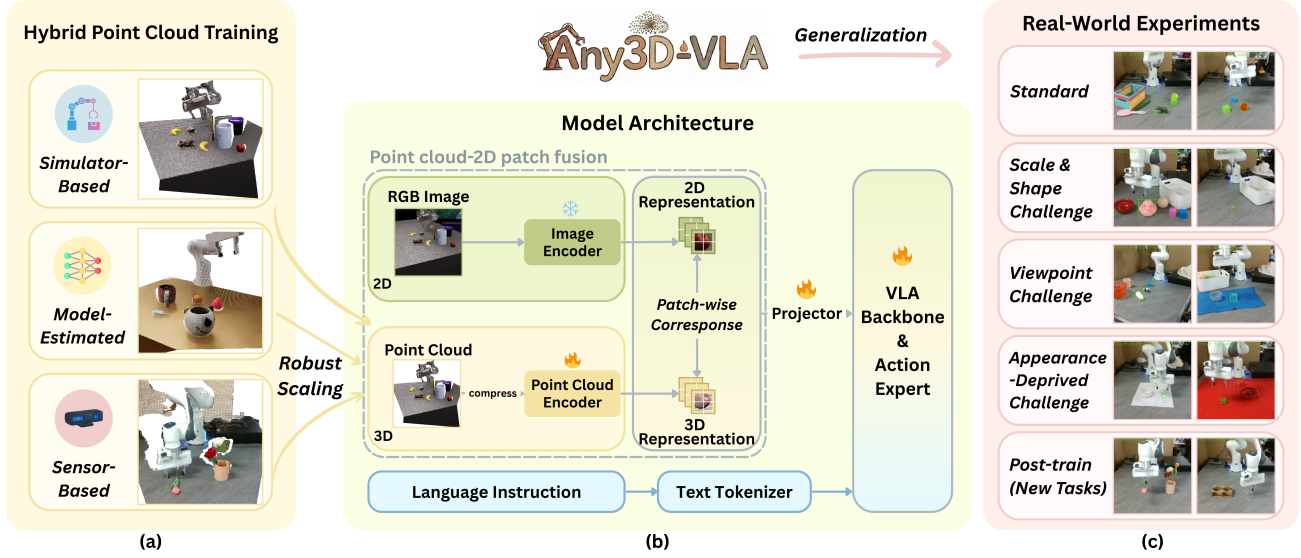 Hybrid Point Cloud Training
Simulator-
Based
Model-
Estimated
Sensor-
Based
Robust
Scaling
(a)
Any3D-VLA
Generalization
Model Architecture
Point cloud-2D patch fusion
RGB Image
2D
Image
Encoder
2D
Representation
Patch-wise
Corresponse
Point Cloud
3D
compress
Point Cloud
Encoder
3D
Representation
Projector
VLA
Backbone
&
Action
Expert
Language Instruction
Text Tokenizer
(b)
Real-World Experiments
Standard
Scale &
Shape
Challenge
Viewpoint
Challenge
Appearance
-Deprived
Challenge
Post-train
(New Tasks)
(c)